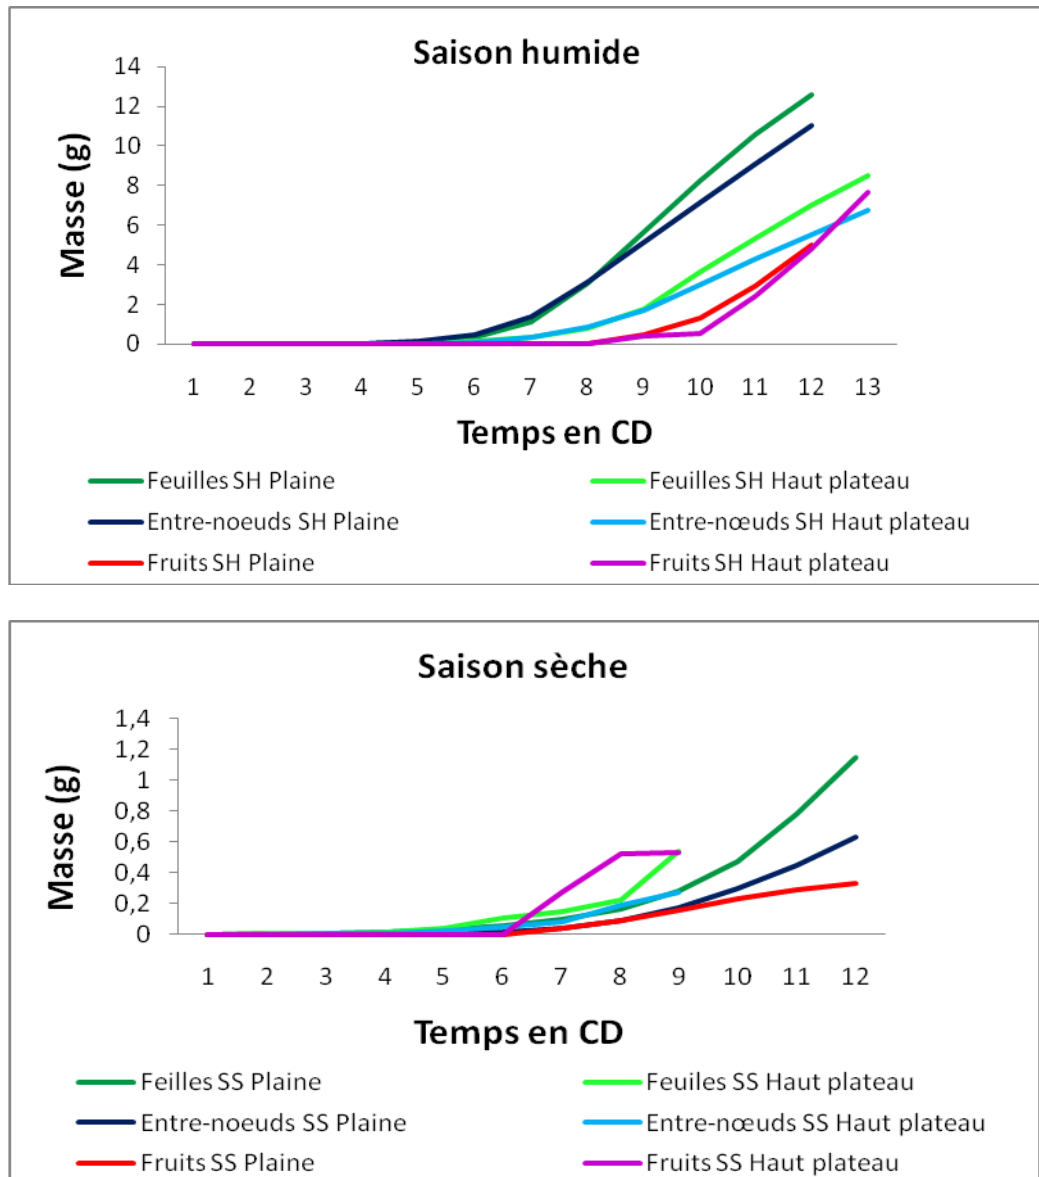 Saison humide
Masse (g)
14
12
10
8
6
4
2
0
1 2 3 4 5 6 7 8 9 10 11 12 13
Temps en CD
Feuilles SH Plaine Feuilles SH Haut plateau
Entre-noeuds SH Plaine Entre-nœuds SH Haut plateau
Fruits SH Plaine Fruits SH Haut plateau
Saison sèche
Masse (g)
1,4
1,2
1
0,8
0,6
0,4
0,2
0
1 2 3 4 5 6 7 8 9 10 11 12
Temps en CD
Feilles SS Plaine Feuiles SS Haut plateau
Entre-noeuds SS Plaine Entre-nœuds SS Haut plateau
Fruits SS Plaine Fruits SS Haut plateau